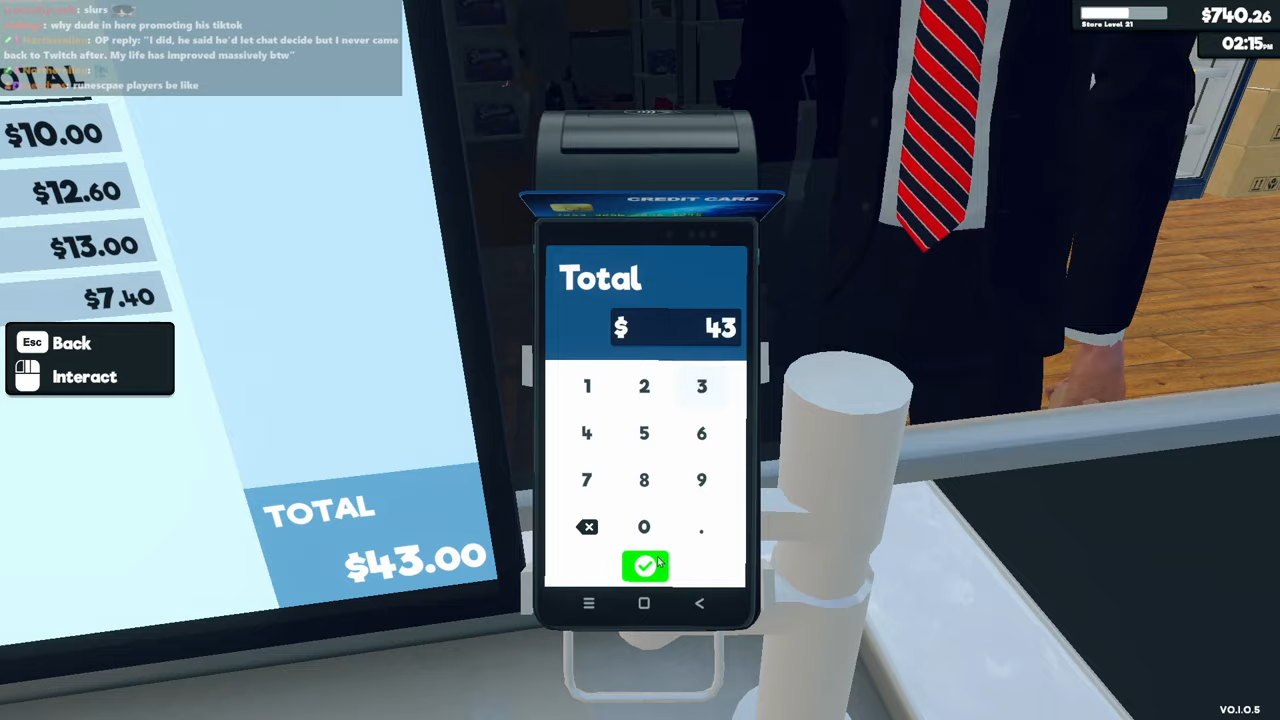 : slurs
: why dude in here promoting his tiktok
: OP reply: "I did, he said he'd let chat decide but I never came
back to Twitch after. My life has improved massively btw"
: runescpae players be like
OTAL
$10.00
$12.60
$13.00
$7.40
Esc Back
Interact
TOTAL
$43.00
CREDIT CARD
Total
$ 43
1 2 3
4 5 6
7 8 9
0 .
Store Level 21
$740.26
02:15PM
V0.1.0.5